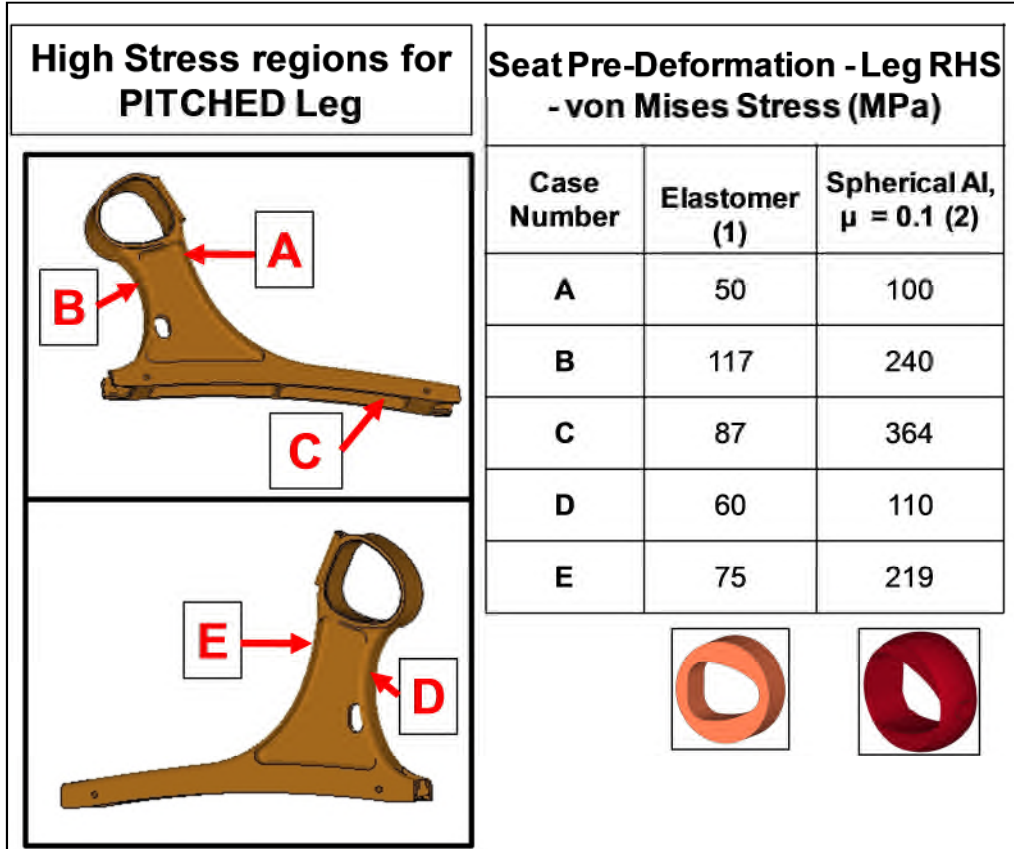 High Stress regions for
PITCHED Leg
A
B
C
E
D
Seat Pre-Deformation - Leg RHS
- von Mises Stress (MPa)
Case
Number
Elastomer
(1)
Spherical Al,
μ = 0.1 (2)
A 50 100
B 117 240
C 87 364
D 60 110
E 75 219